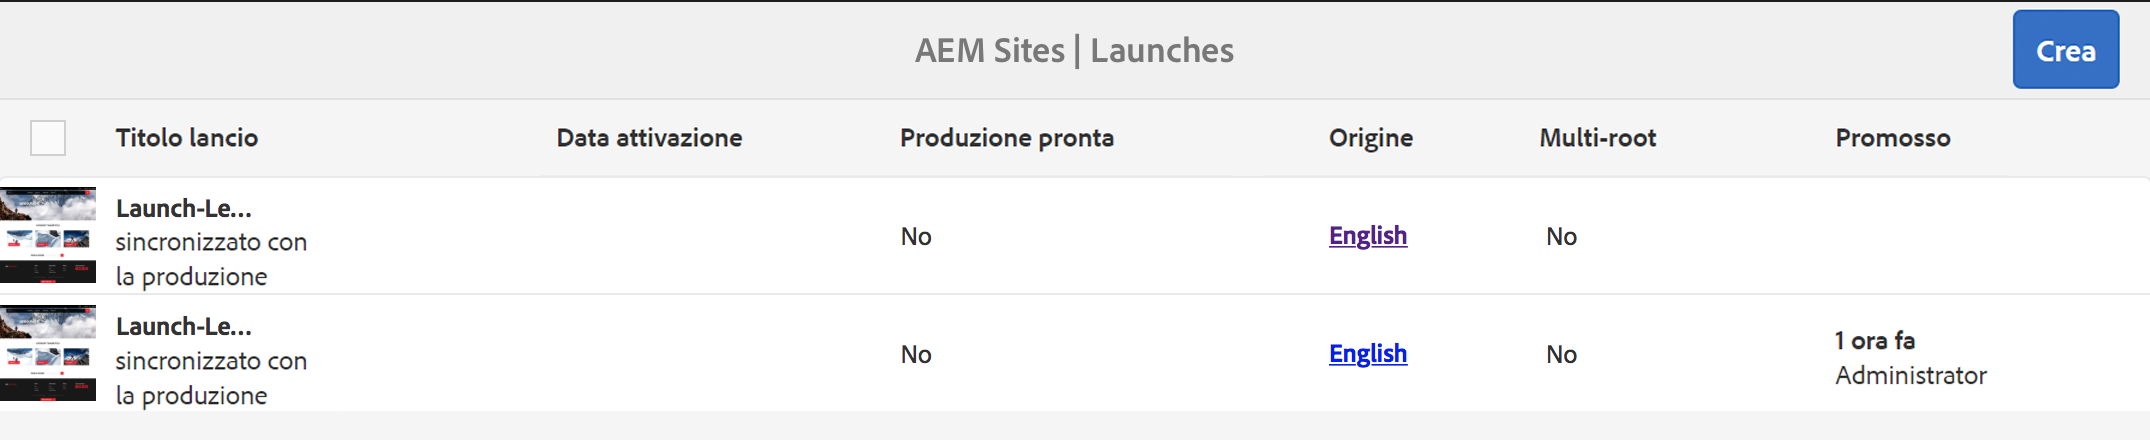 AEM Sites | Launches
Crea
Titolo lancio Data attivazione Produzione pronta Origine Multi-root Promosso
Launch-Le...
sincronizzato con
la produzione
No English No
Launch-Le...
sincronizzato con
la produzione
No English No
1 ora fa
Administrator